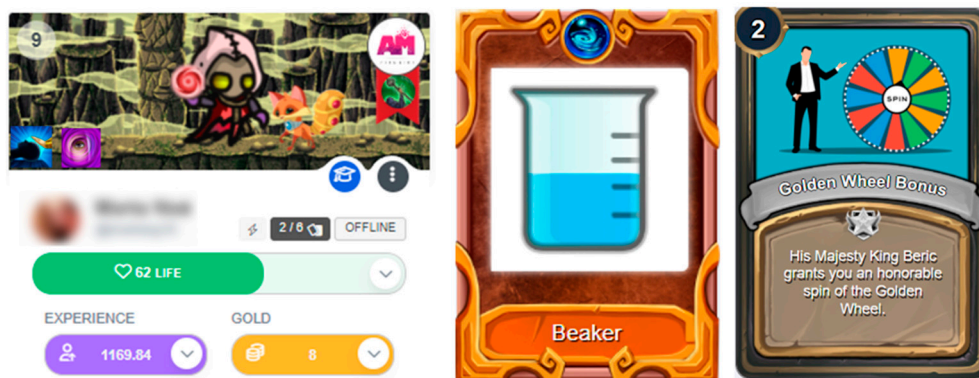 9
AM
2/6
OFFLINE
62 LIFE
EXPERIENCE
GOLD
1169.84
8
Beaker
2
SPIN
Golden Wheel Bonus
His Majesty King Beric
grants you an honorable
spin of the Golden
Wheel.